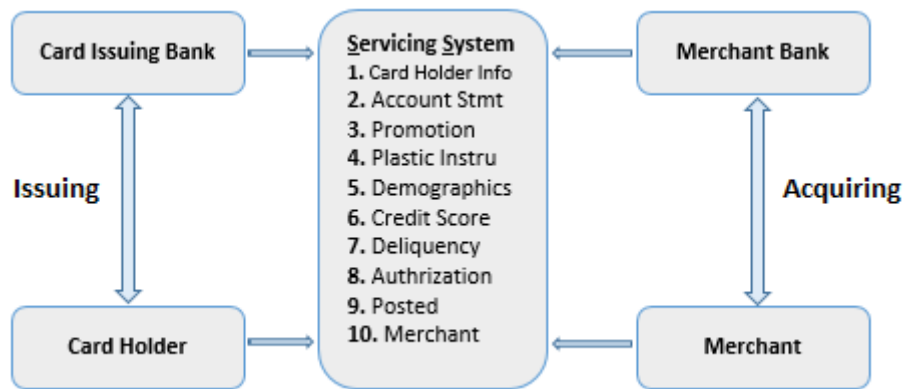 Card Issuing Bank
Servicing System
1. Card Holder Info
2. Account Stmt
3. Promotion
4. Plastic Instru
5. Demographics
6. Credit Score
7. Deliquency
8. Authrization
9. Posted
10. Merchant
Merchant Bank
Issuing
Acquiring
Card Holder
Merchant